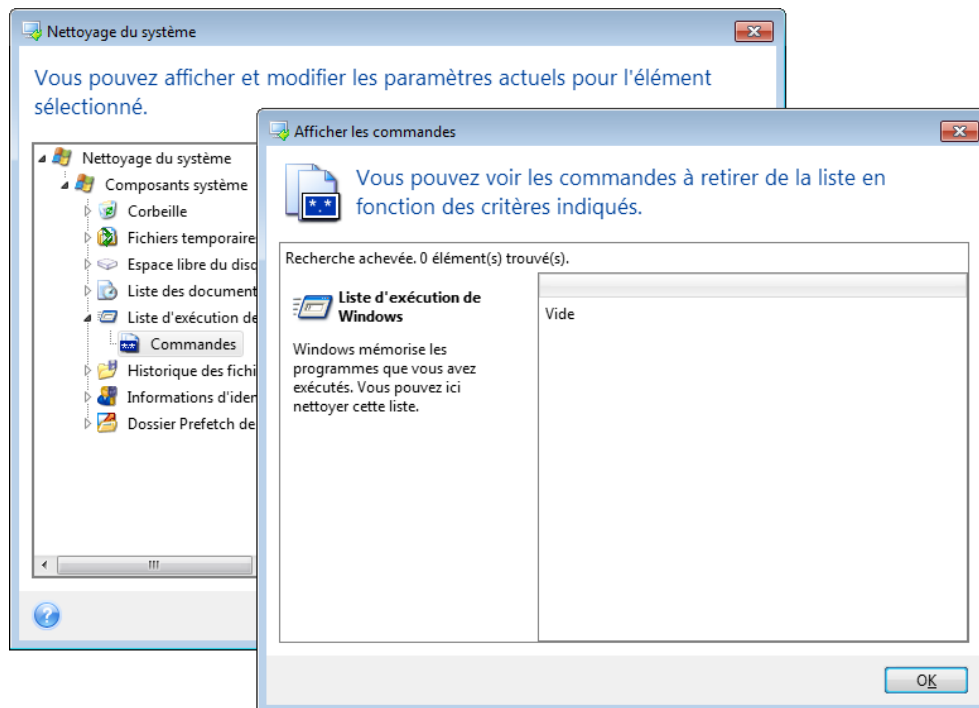 Nettoyage du système
Vous pouvez afficher et modifier les paramètres actuels pour l'élément
sélectionné.
Nettoyage du système
Composants système
Corbeille
Fichiers temporaire
Espace libre du disq
Liste des document
Liste d'exécution de
Commandes
Historique des fichi
Informations d'iden
Dossier Prefetch de
Afficher les commandes
Vous pouvez voir les commandes à retirer de la liste en
fonction des critères indiqués.
Recherche achevée. 0 élément(s) trouvé(s).
Liste d'exécution de
Windows
Windows mémorise les
programmes que vous avez
exécutés. Vous pouvez ici
nettoyer cette liste.
Vide
OK